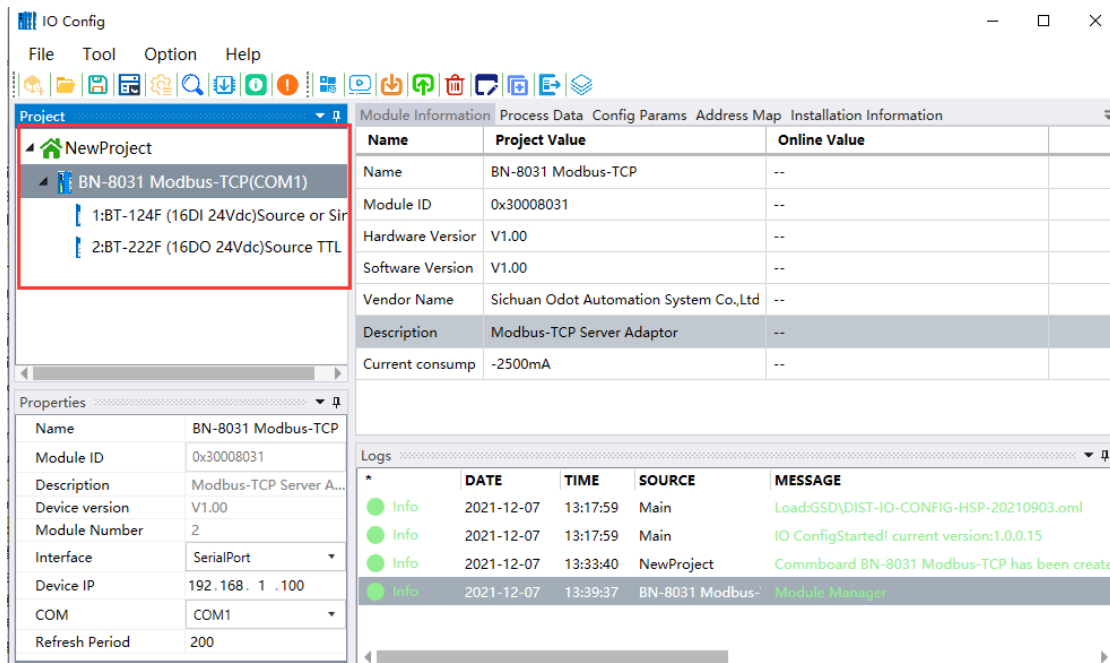 IO Config
File Tool Option Help
Project
NewProject
BN-8031 Modbus-TCP(COM1)
1:BT-124F (16DI 24Vdc)Source or Sin
2:BT-222F (16DO 24Vdc)Source TTL
Module Information Process Data Config Params Address Map Installation Information
Name Project Value Online Value
Name BN-8031 Modbus-TCP --
Module ID 0x30008031 --
Hardware Version V1.00 --
Software Version V1.00 --
Vendor Name Sichuan Odot Automation System Co.,Ltd --
Description Modbus-TCP Server Adaptor --
Current consump -2500mA --
Properties
Name BN-8031 Modbus-TCP
Module ID 0x30008031
Description Modbus-TCP Server A...
Device version V1.00
Module Number 2
Interface SerialPort
Device IP 192.168. 1 .100
COM COM1
Refresh Period 200
Logs
* DATE TIME SOURCE MESSAGE
Info 2021-12-07 13:17:59 Main Load:GSD\DIST-IO-CONFIG-HSP-20210903.oml
Info 2021-12-07 13:17:59 Main IO ConfigStarted! current version:1.0.0.15
Info 2021-12-07 13:33:40 NewProject Commboard BN-8031 Modbus-TCP has been create
Info 2021-12-07 13:39:37 BN-8031 Modbus- Module Manager